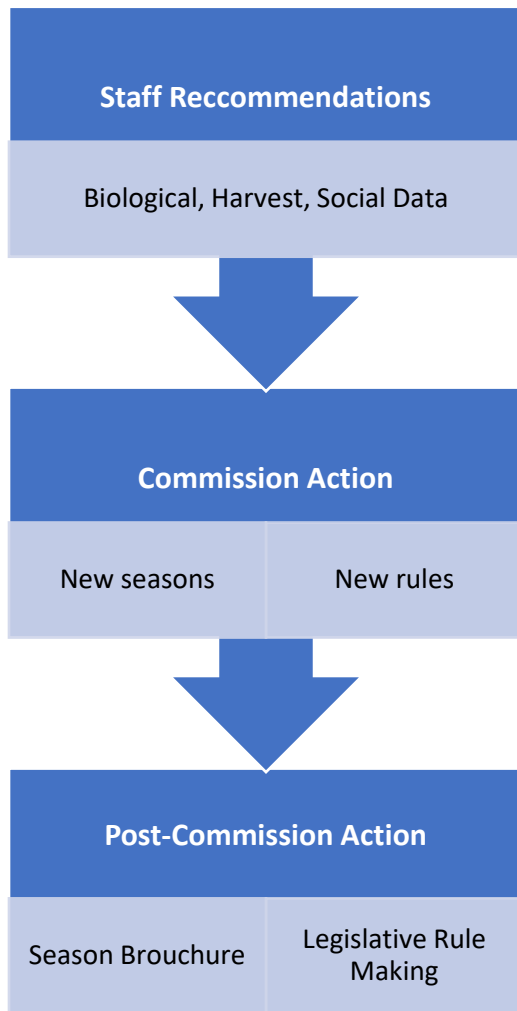 Staff Reccommendations
Biological, Harvest, Social Data
Commission Action
New seasons
New rules
Post-Commission Action
Season Brouchure
Legislative Rule
Making